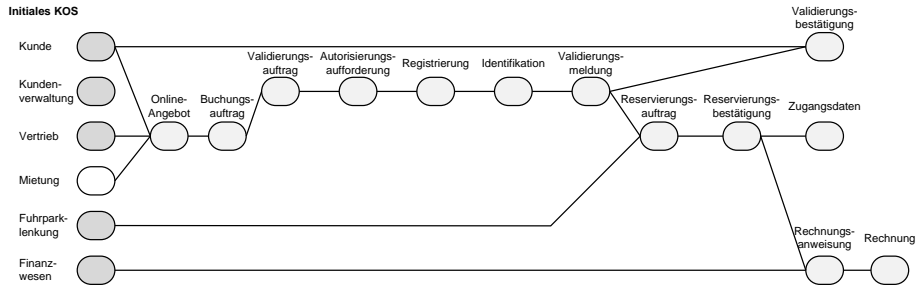 Initiales KOS
Validierungs-
bestätigung
Kunde
Validierungs-
auftrag
Autorisierungs-
aufforderung
Registrierung
Identifikation
Validierungs-
meldung
Kunden-
verwaltung
Online-
Angebot
Buchungs-
auftrag
Reservierungs-
auftrag
Reservierungs-
bestätigung
Zugangsdaten
Vertrieb
Mietung
Fuhrpark-
lenkung
Rechnungs-
anweisung
Rechnung
Finanz-
wesen